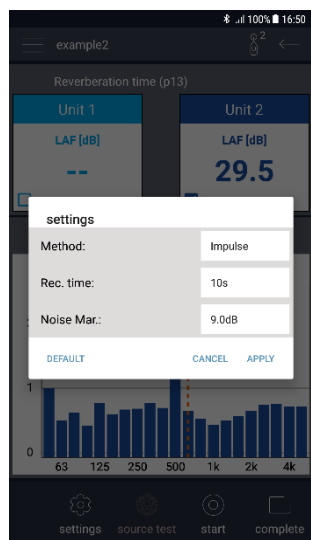 100% 16:50
example2
2
Reverberation time (p13)
Unit 1
Unit 2
LAF [dB]
LAF [dB]
--
29.5
settings
Method: Impulse
Rec. time: 10s
Noise Mar.: 9.0dB
DEFAULT CANCEL APPLY
1
0
63 125 250 500 1k 2k 4k
settings source test start complete